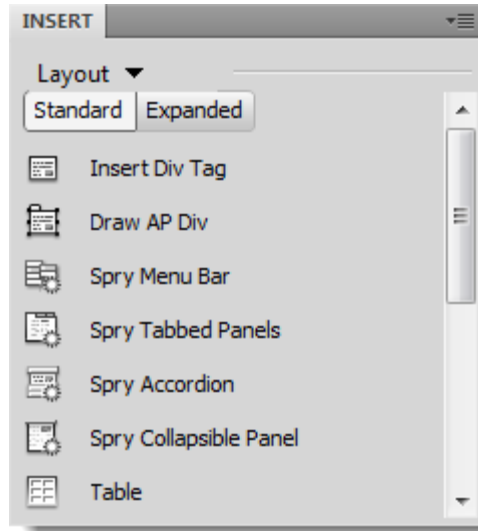 INSERT
Layout
Standard Expanded
Insert Div Tag
Draw AP Div
Spry Menu Bar
Spry Tabbed Panels
Spry Accordion
Spry Collapsible Panel
Table